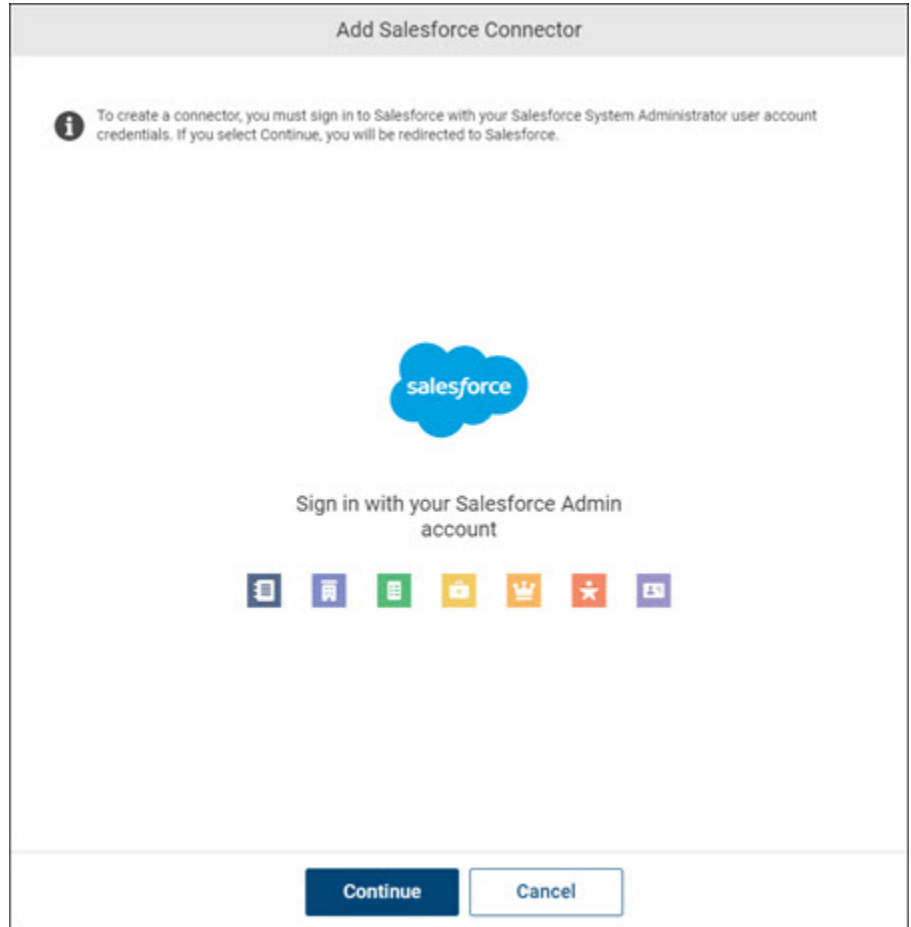 Add Salesforce Connector
To create a connector, you must sign in to Salesforce with your Salesforce System Administrator user account
credentials. If you select Continue, you will be redirected to Salesforce.
salesforce
Sign in with your Salesforce Admin
account
Continue
Cancel